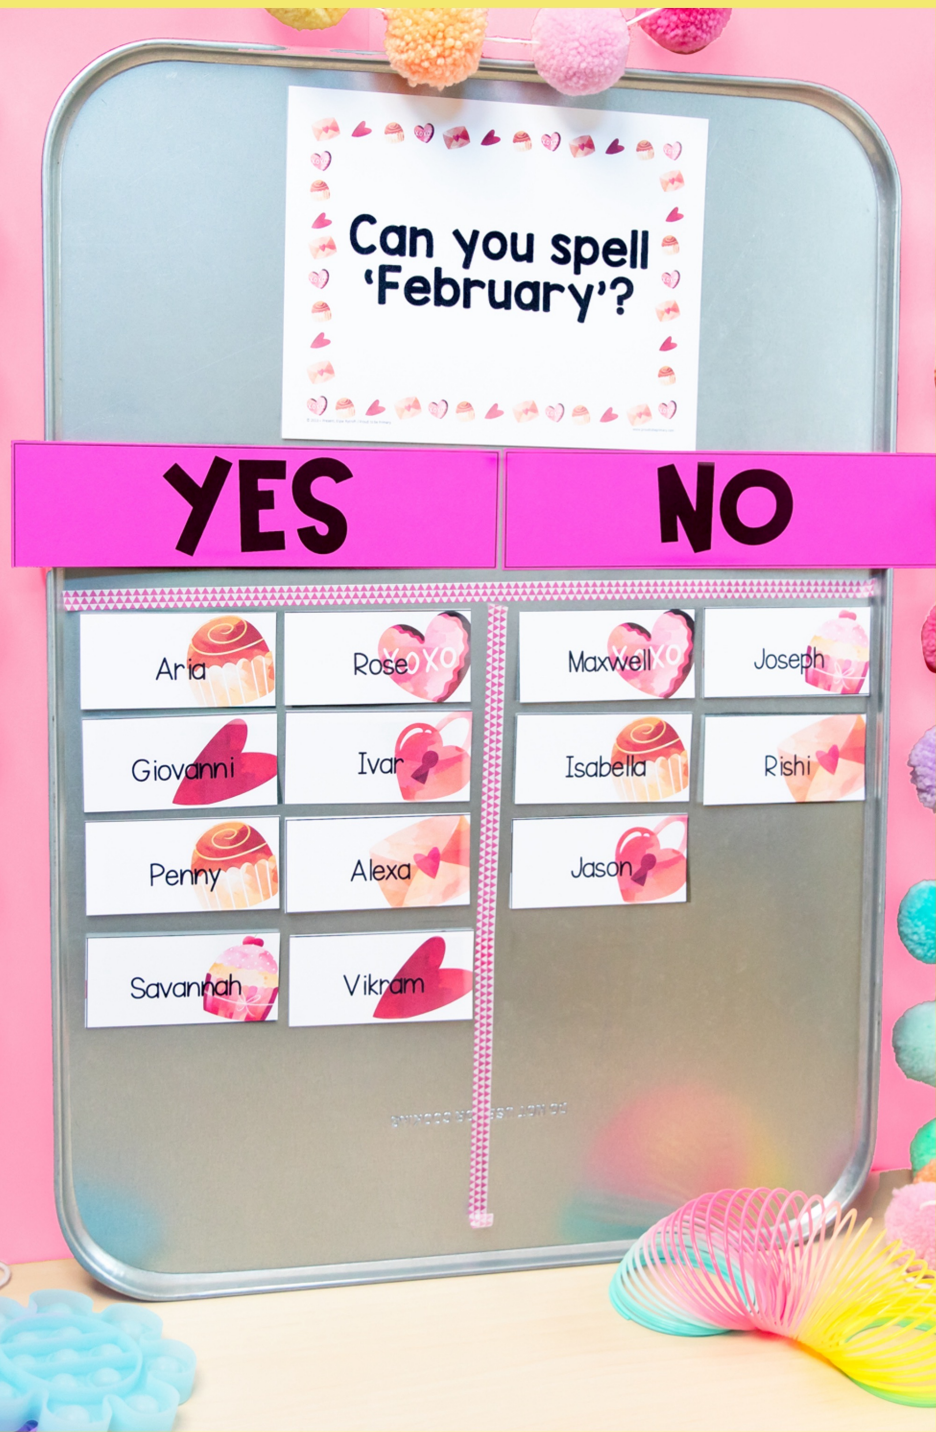 Can you spell
‘February’?
YES NO
Aria Rose Maxwell XOXO Joseph
Giovanni Ivar Isabella Rishi
Penny Alexa Jason
Savannah Vikram